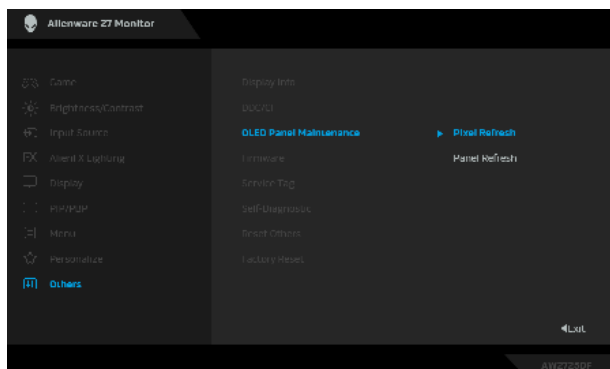 Alienware 27 Monitor
Game
Brightness/Contrast
Input Source
AlienFX Lighting
Display
PIP/PBP
Menu
Personalize
Others
Display Info
DDC/CI
OLED Panel Maintenance
Firmware
Service Tag
Self-Diagnostic
Reset Others
Factory Reset
Pixel Refresh
Panel Refresh
Exit
AW2725DF